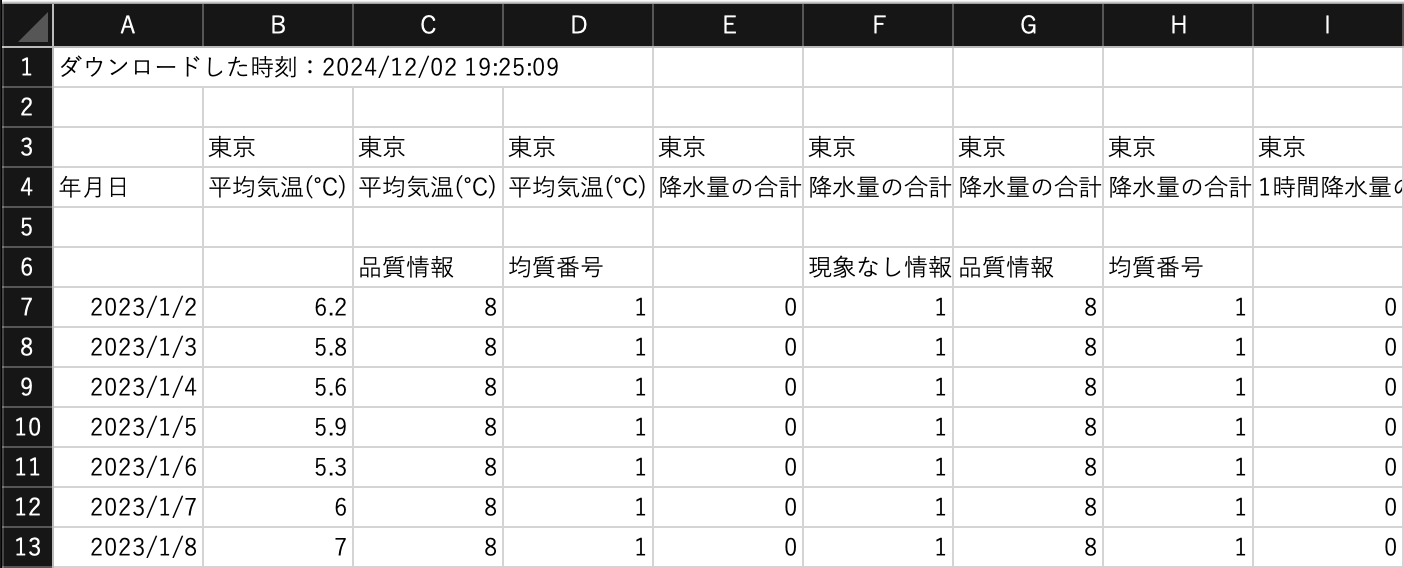 A B C D E F G H I
1 ダウンロードした時刻：2024/12/02 19:25:09
2
3 東京 東京 東京 東京 東京 東京 東京 東京
4 年月日 平均気温(℃) 平均気温(℃) 平均気温(℃) 降水量の合計 降水量の合計 降水量の合計 降水量の合計 1時間降水量の
5
6 品質情報 均質番号 現象なし情報 品質情報 均質番号
7 2023/1/2 6.2 8 1 0 1 8 1 0
8 2023/1/3 5.8 8 1 0 1 8 1 0
9 2023/1/4 5.6 8 1 0 1 8 1 0
10 2023/1/5 5.9 8 1 0 1 8 1 0
11 2023/1/6 5.3 8 1 0 1 8 1 0
12 2023/1/7 6 8 1 0 1 8 1 0
13 2023/1/8 7 8 1 0 1 8 1 0